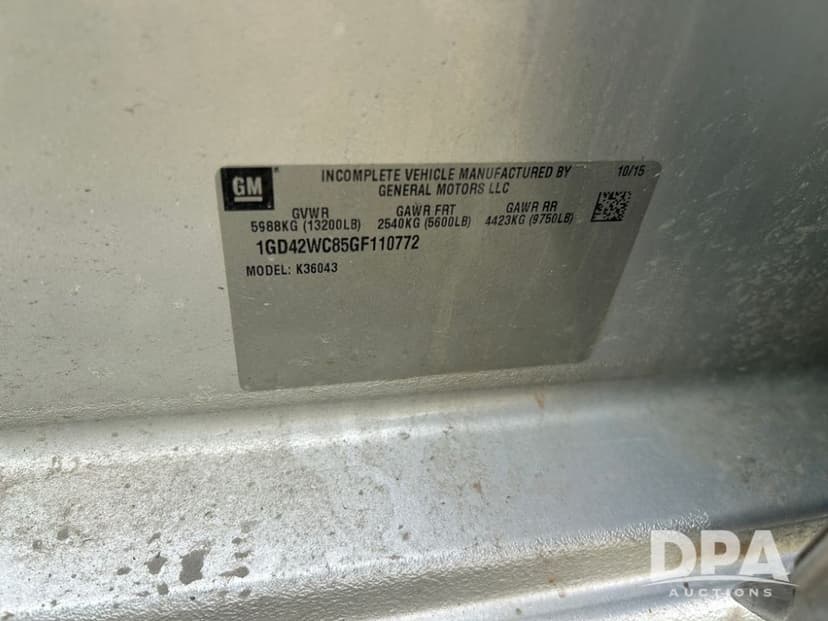 GM
INCOMPLETE VEHICLE MANUFACTURED BY 10/15
GENERAL MOTORS LLC
GVWR GAWR FRT GAWR RR
5988KG (13200LB) 2540KG (5600LB) 4423KG (9750LB)
1GD42WC85GF110772
MODEL: K36043
DPA
AUCTIONS